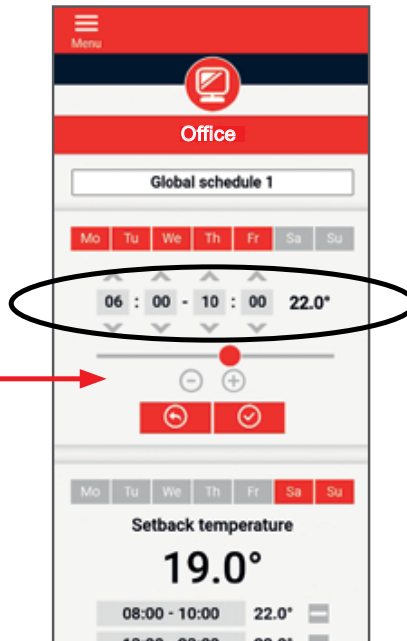 Menu
Office
Global schedule 1
Mo Tu We Th Fr Sa Su
06 : 00 - 10 : 00 22.0°
Mo Tu We Th Fr Sa Su
Setback temperature
19.0°
08:00 - 10:00 22.0°